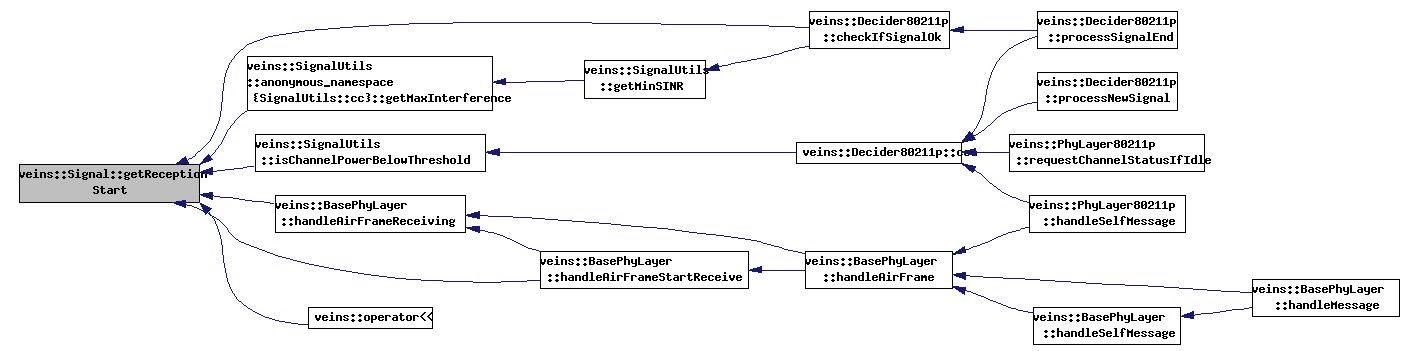 veins::Signal::getReception
Start
veins::SignalUtils
::anonymous_namespace
{SignalUtils::cc}::getMaxInterference
veins::SignalUtils
::isChannelPowerBelowThreshold
veins::BasePhyLayer
::handleAirFrameReceiving
veins::operator<<
veins::SignalUtils
::getMinSINR
veins::BasePhyLayer
::handleAirFrameStartReceive
veins::Decider80211p
::checkIfSignalOk
veins::Decider80211p::c
veins::BasePhyLayer
::handleAirFrame
veins::Decider80211p
::processSignalEnd
veins::Decider80211p
::processNewSignal
veins::PhyLayer80211p
::requestChannelStatusIfIdle
veins::PhyLayer80211p
::handleSelfMessage
veins::BasePhyLayer
::handleSelfMessage
veins::BasePhyLayer
::handleMessage